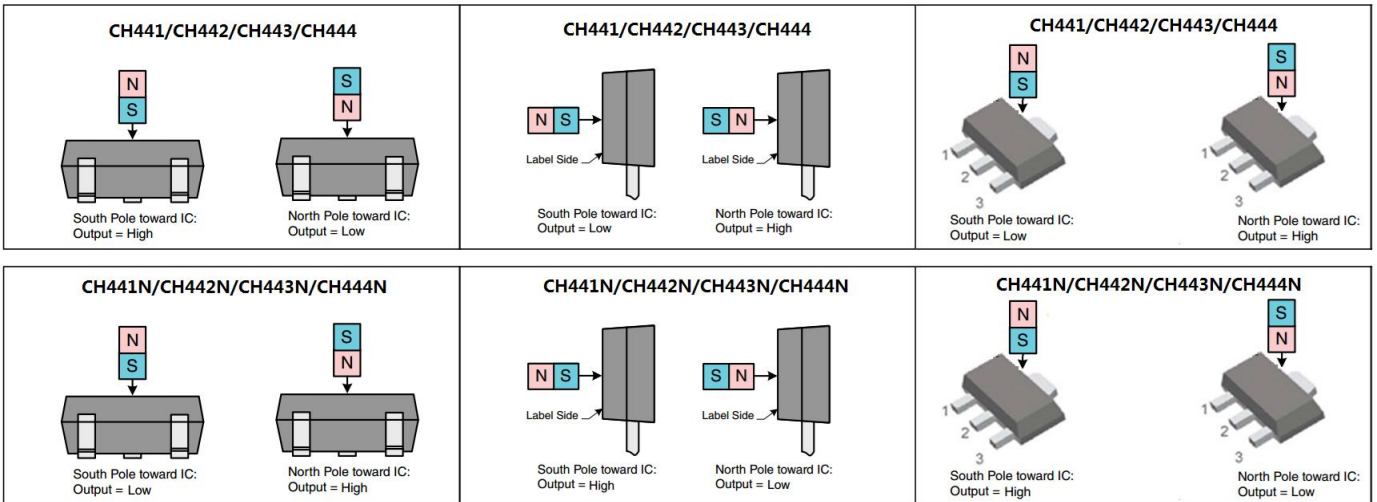 CH441/CH442/CH443/CH444
N
S
S
N
South Pole toward IC:
Output = High
North Pole toward IC:
Output = Low
CH441/CH442/CH443/CH444
N S
S N
Label Side
Label Side
South Pole toward IC:
Output = Low
North Pole toward IC:
Output = High
CH441/CH442/CH443/CH444
N
S
S
N
1
2
3
1
2
3
South Pole toward IC:
Output = Low
North Pole toward IC:
Output = High
CH441N/CH442N/CH443N/CH444N
N
S
S
N
South Pole toward IC:
Output = Low
North Pole toward IC:
Output = High
CH441N/CH442N/CH443N/CH444N
N S
S N
Label Side
Label Side
South Pole toward IC:
Output = High
North Pole toward IC:
Output = Low
CH441N/CH442N/CH443N/CH444N
N
S
S
N
1
2
3
1
2
3
South Pole toward IC:
Output = High
North Pole toward IC:
Output = Low